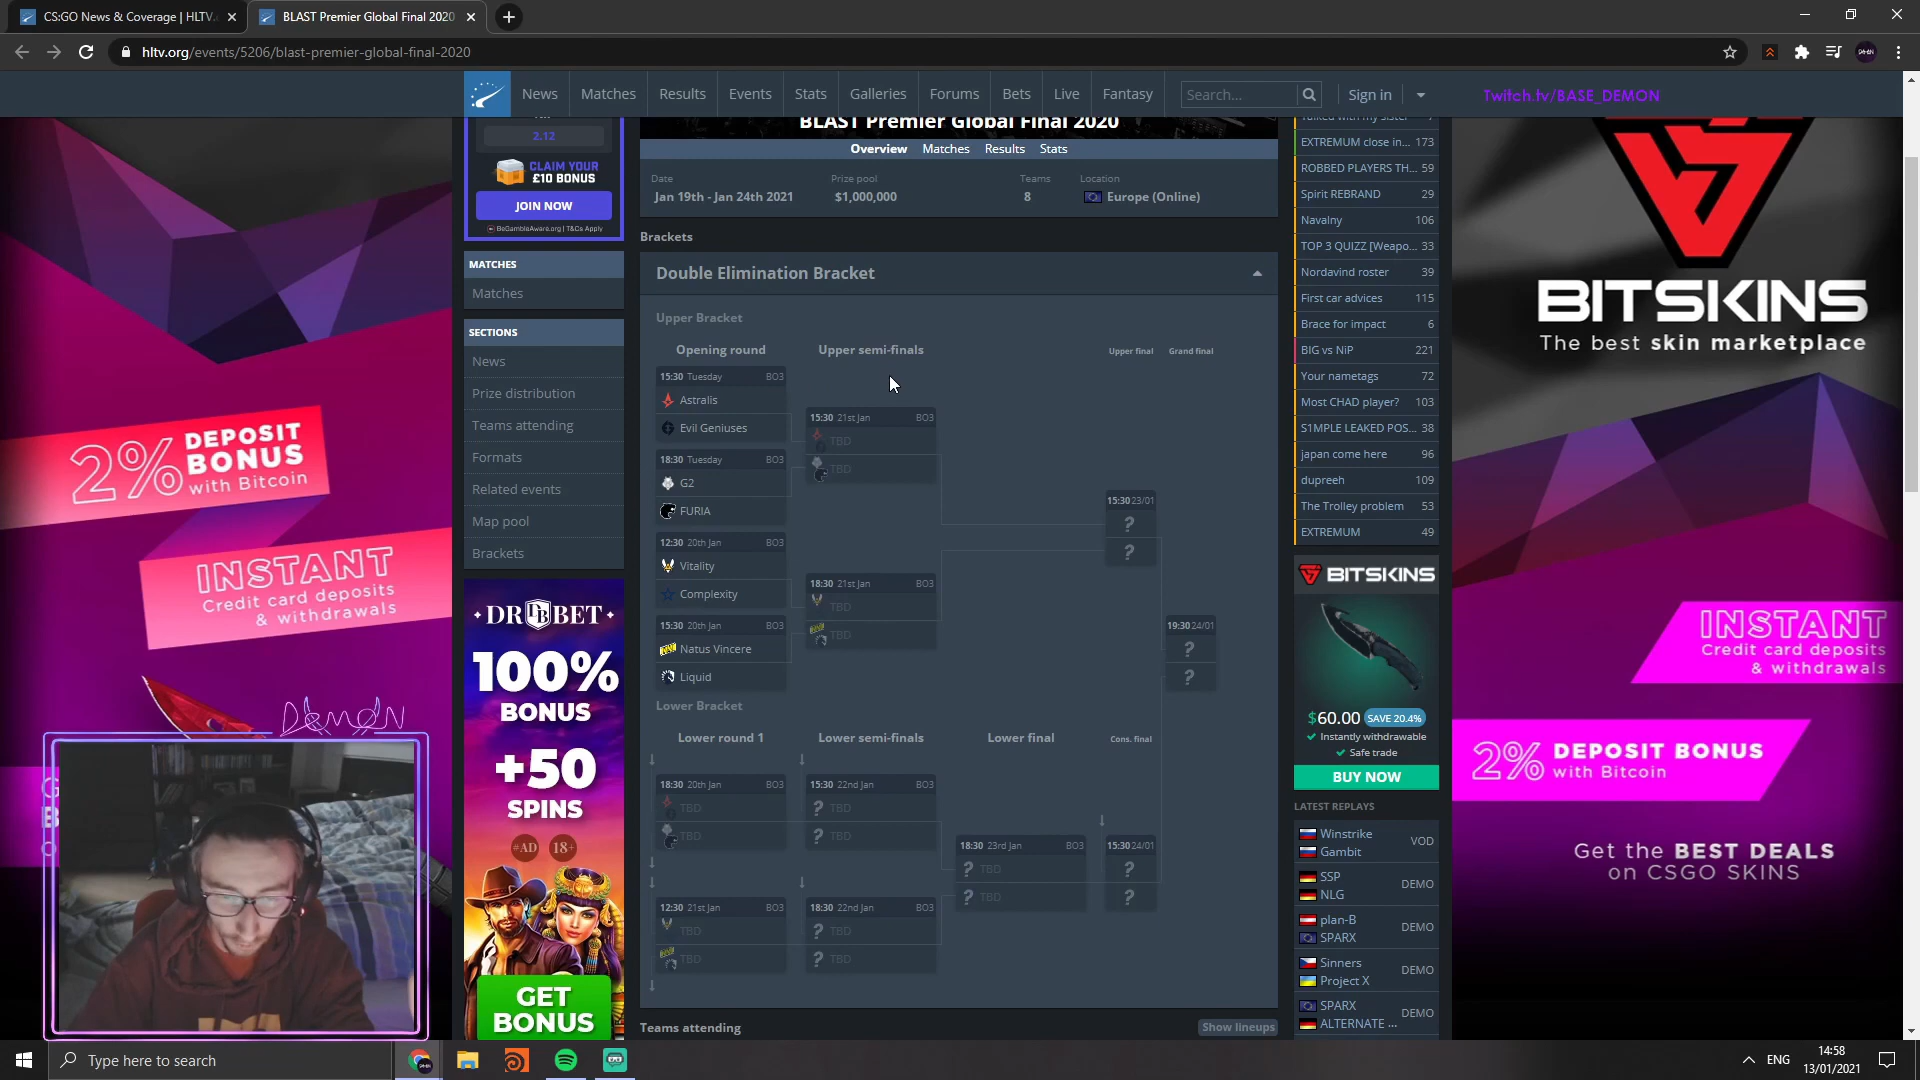 CS:GO News & Coverage | HLTV.
BLAST Premier Global Final 2020
hltv.org/events/5206/blast-premier-global-final-2020
News
Matches
Results
Events
Stats
Galleries
Forums
Bets
Live
Fantasy
Search...
Sign in
Twitch.tv/BASE_DEMON
2.12
CLAIM YOUR
£10 BONUS
JOIN NOW
BeGambleAware.org | T&Cs Apply
MATCHES
Matches
SECTIONS
News
Prize distribution
Teams attending
Formats
Related events
Map pool
Brackets
DR BET
100%
BONUS
+50
SPINS
#AD 18+
GET
BONUS
2% DEPOSIT
BONUS
with Bitcoin
INSTANT
Credit card deposits
& withdrawals
DEMON
BLAST Premier Global Final 2020
Overview Matches Results Stats
Date Prize pool Teams Location
Jan 19th - Jan 24th 2021 $1,000,000 8 Europe (Online)
Brackets
Double Elimination Bracket
Upper Bracket
Opening round Upper semi-finals Upper final Grand final
15:30 Tuesday BO3
Astralis
Evil Geniuses
18:30 Tuesday BO3
G2
FURIA
12:30 20th Jan BO3
Vitality
Complexity
15:30 20th Jan BO3
Natus Vincere
Liquid
15:30 21st Jan BO3
TBD
TBD
18:30 21st Jan BO3
TBD
TBD
15:30 23/01
?
?
19:30 24/01
?
?
Lower Bracket
Lower round 1 Lower semi-finals Lower final Cons. final
18:30 20th Jan BO3
TBD
TBD
12:30 21st Jan BO3
TBD
TBD
15:30 22nd Jan BO3
? TBD
? TBD
18:30 22nd Jan BO3
? TBD
? TBD
18:30 23rd Jan BO3
? TBD
? TBD
15:30 24/01
?
?
Teams attending
Show lineups
EXTREMUM close in... 173
ROBBED PLAYERS TH... 59
Spirit REBRAND 29
Navalny 106
TOP 3 QUIZZ [Weapo... 33
Nordavind roster 39
First car advices 115
Brace for impact 6
BIG vs NiP 221
Your nametags 72
Most CHAD player? 103
S1MPLE LEAKED POS... 38
japan come here 96
dupreeh 109
The Trolley problem 53
EXTREMUM 49
BITSKINS
$60.00 SAVE 20.4%
Instantly withdrawable
Safe trade
BUY NOW
LATEST REPLAYS
Winstrike
Gambit
VOD
SSP
NLG
DEMO
plan-B
SPARX
DEMO
Sinners
Project X
DEMO
SPARX
ALTERNATE ...
DEMO
BITSKINS
The best skin marketplace
INSTANT
Credit card deposits
& withdrawals
2% DEPOSIT BONUS
with Bitcoin
Get the BEST DEALS
on CSGO SKINS
Type here to search
ENG
14:58
13/01/2021